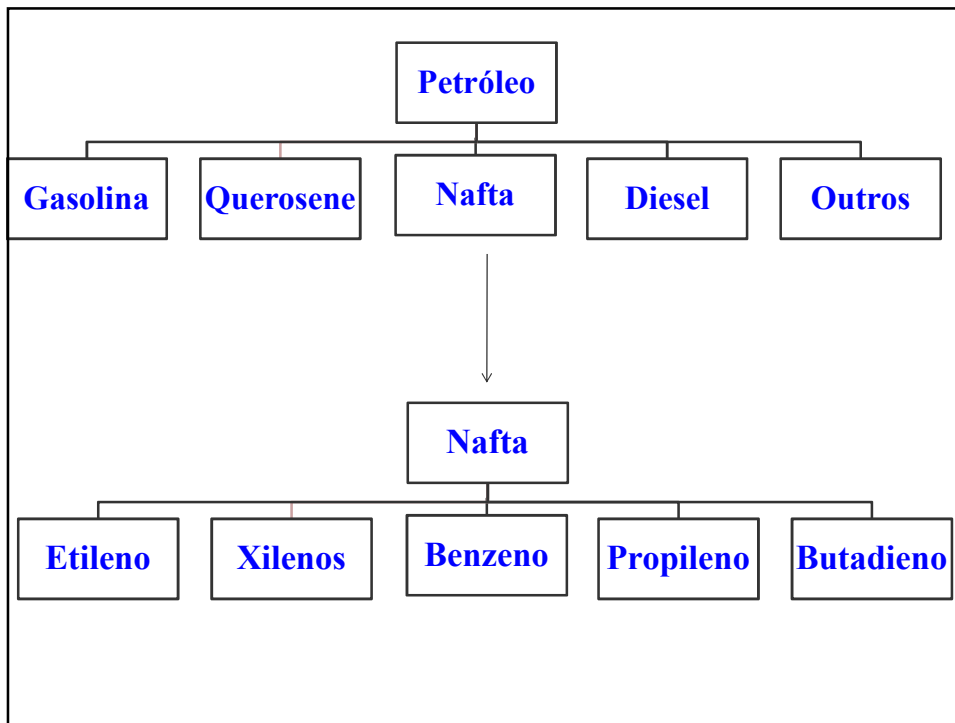 Petróleo
Gasolina
Querosene
Nafta
Diesel
Outros
Nafta
Etileno
Xilenos
Benzeno
Propileno
Butadieno